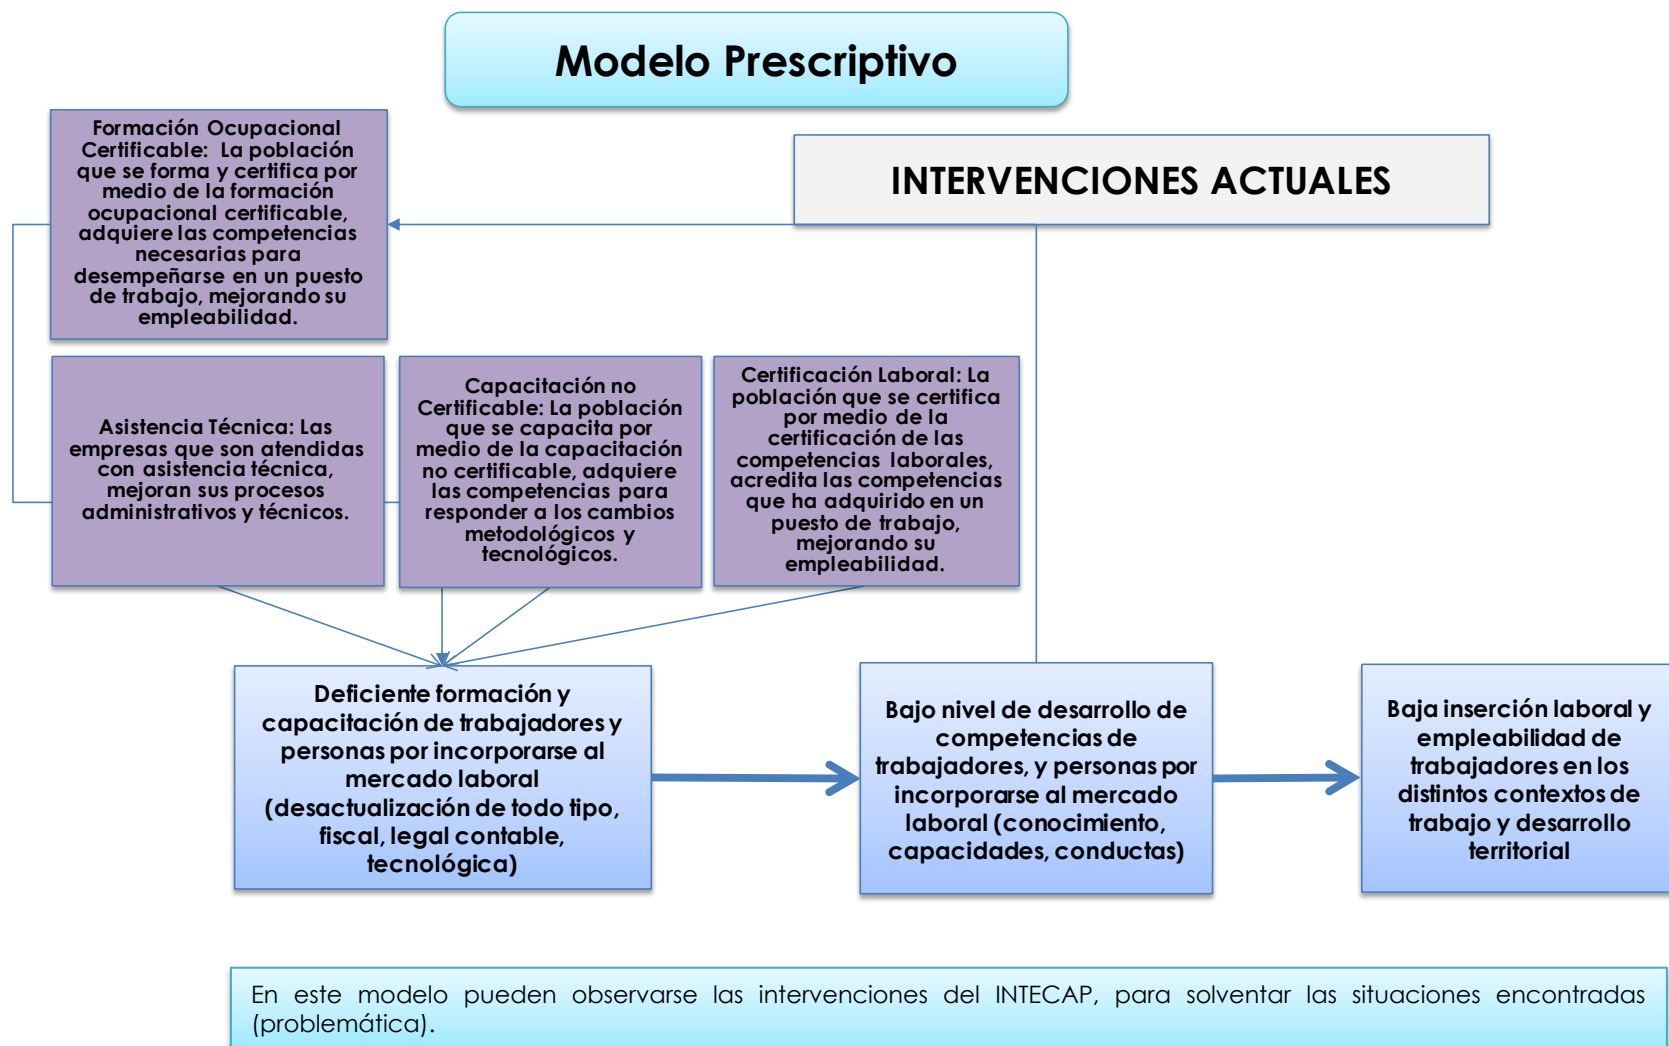 Modelo Prescriptivo
Formación Ocupacional
Certificable: La población
que se forma y certifica por
medio de la formación
ocupacional certificable,
adquiere las competencias
necesarias para
desempeñarse en un puesto
de trabajo, mejorando su
empleabilidad.
INTERVENCIONES ACTUALES
Asistencia Técnica: Las
empresas que son atendidas
con asistencia técnica,
mejoran sus procesos
administrativos y técnicos.
Capacitación no
Certificable: La población
que se capacita por
medio de la capacitación
no certificable, adquiere
las competencias para
responder a los cambios
metodológicos y
tecnológicos.
Certificación Laboral: La
población que se certifica
por medio de la
certificación de las
competencias laborales,
acredita las competencias
que ha adquirido en un
puesto de trabajo,
mejorando su
empleabilidad.
Deficiente formación y
capacitación de trabajadores y
personas por incorporarse al
mercado laboral
(desactualización de todo tipo,
fiscal, legal contable,
tecnológica)
Bajo nivel de desarrollo de
competencias de
trabajadores, y personas por
incorporarse al mercado
laboral (conocimiento,
capacidades, conductas)
Baja inserción laboral y
empleabilidad de
trabajadores en los
distintos contextos de
trabajo y desarrollo
territorial
En este modelo pueden observarse las intervenciones del INTECAP, para solventar las situaciones encontradas
(problemática).